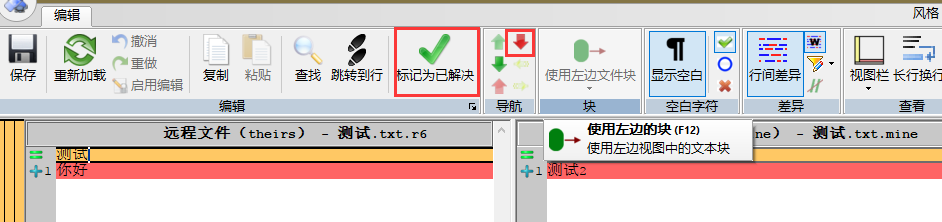 编辑
风格
保存
重新加载
撤消
重做
启用编辑
复制
粘贴
查找
跳转到行
标记为已解决
使用左边文件块
显示空白
行间差异
视图栏
长行换行
编辑
导航
块
空白字符
差异
查看
远程文件（theirs） - 测试.txt.r6
ne） - 测试.txt.mine
使用左边的块 (F12)
使用左边视图中的文本块
测试
1 你好
1 测试2